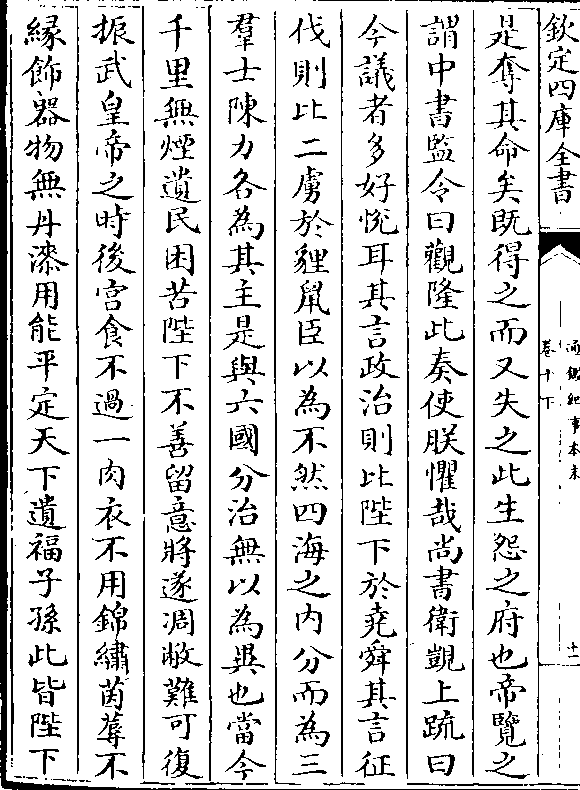 欽定四庫全書
通鑑紀事本末
卷十下
十一
是奪其命矣既得之而又失之此生怨之府也帝覽之
謂中書監令曰觀隆此奏使朕懼哉尚書衛覬上疏曰
今議者多好悅耳其言政治則比陛下於堯舜其言征
伐則比二虜於貍鼠臣以為不然四海之内分而為三
羣士陳力各為其主是與六國分治無以為異也當今
千里無煙遺民困苦陛下不善留意將遂凋敝難可復
振武皇帝之時後宮食不過一肉衣不用錦繡茵蓐不
緣飾器物無丹漆用能平定天下遺福子孫此皆陛下